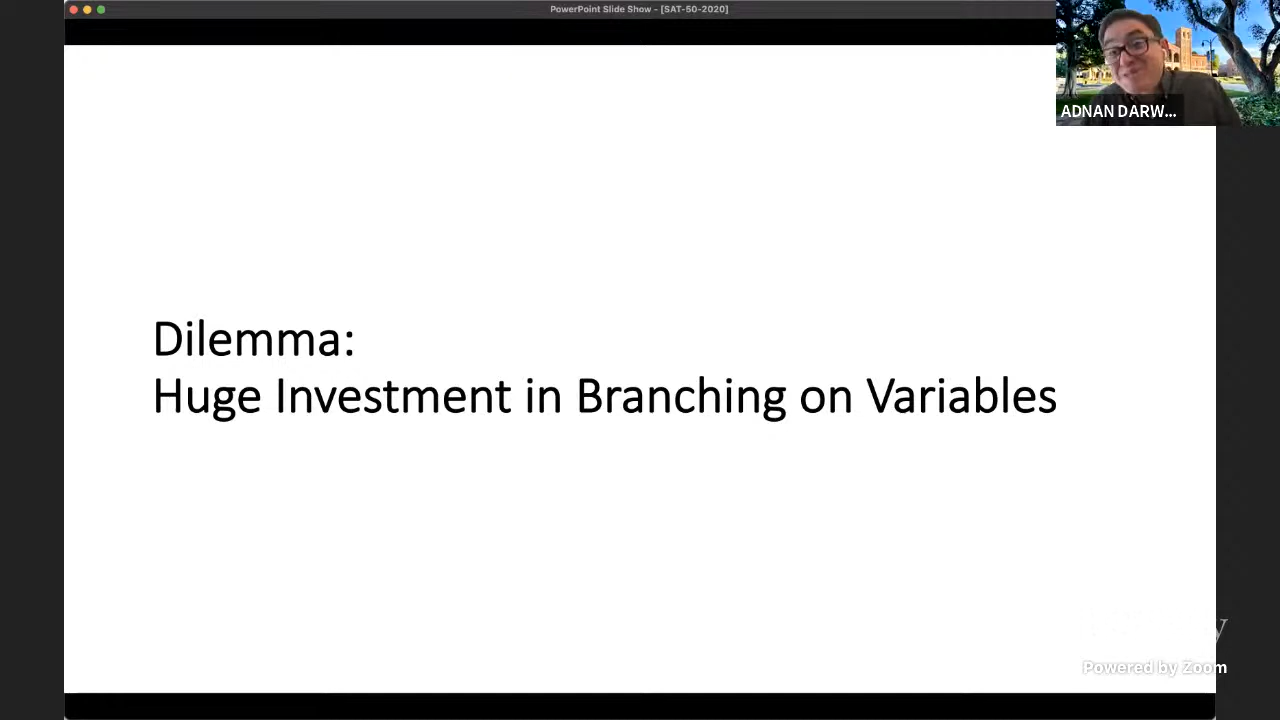 PowerPoint Slide Show - [SAT-50-2020]
ADNAN DARW...
Dilemma:
Huge Investment in Branching on Variables
Powered by Zoom